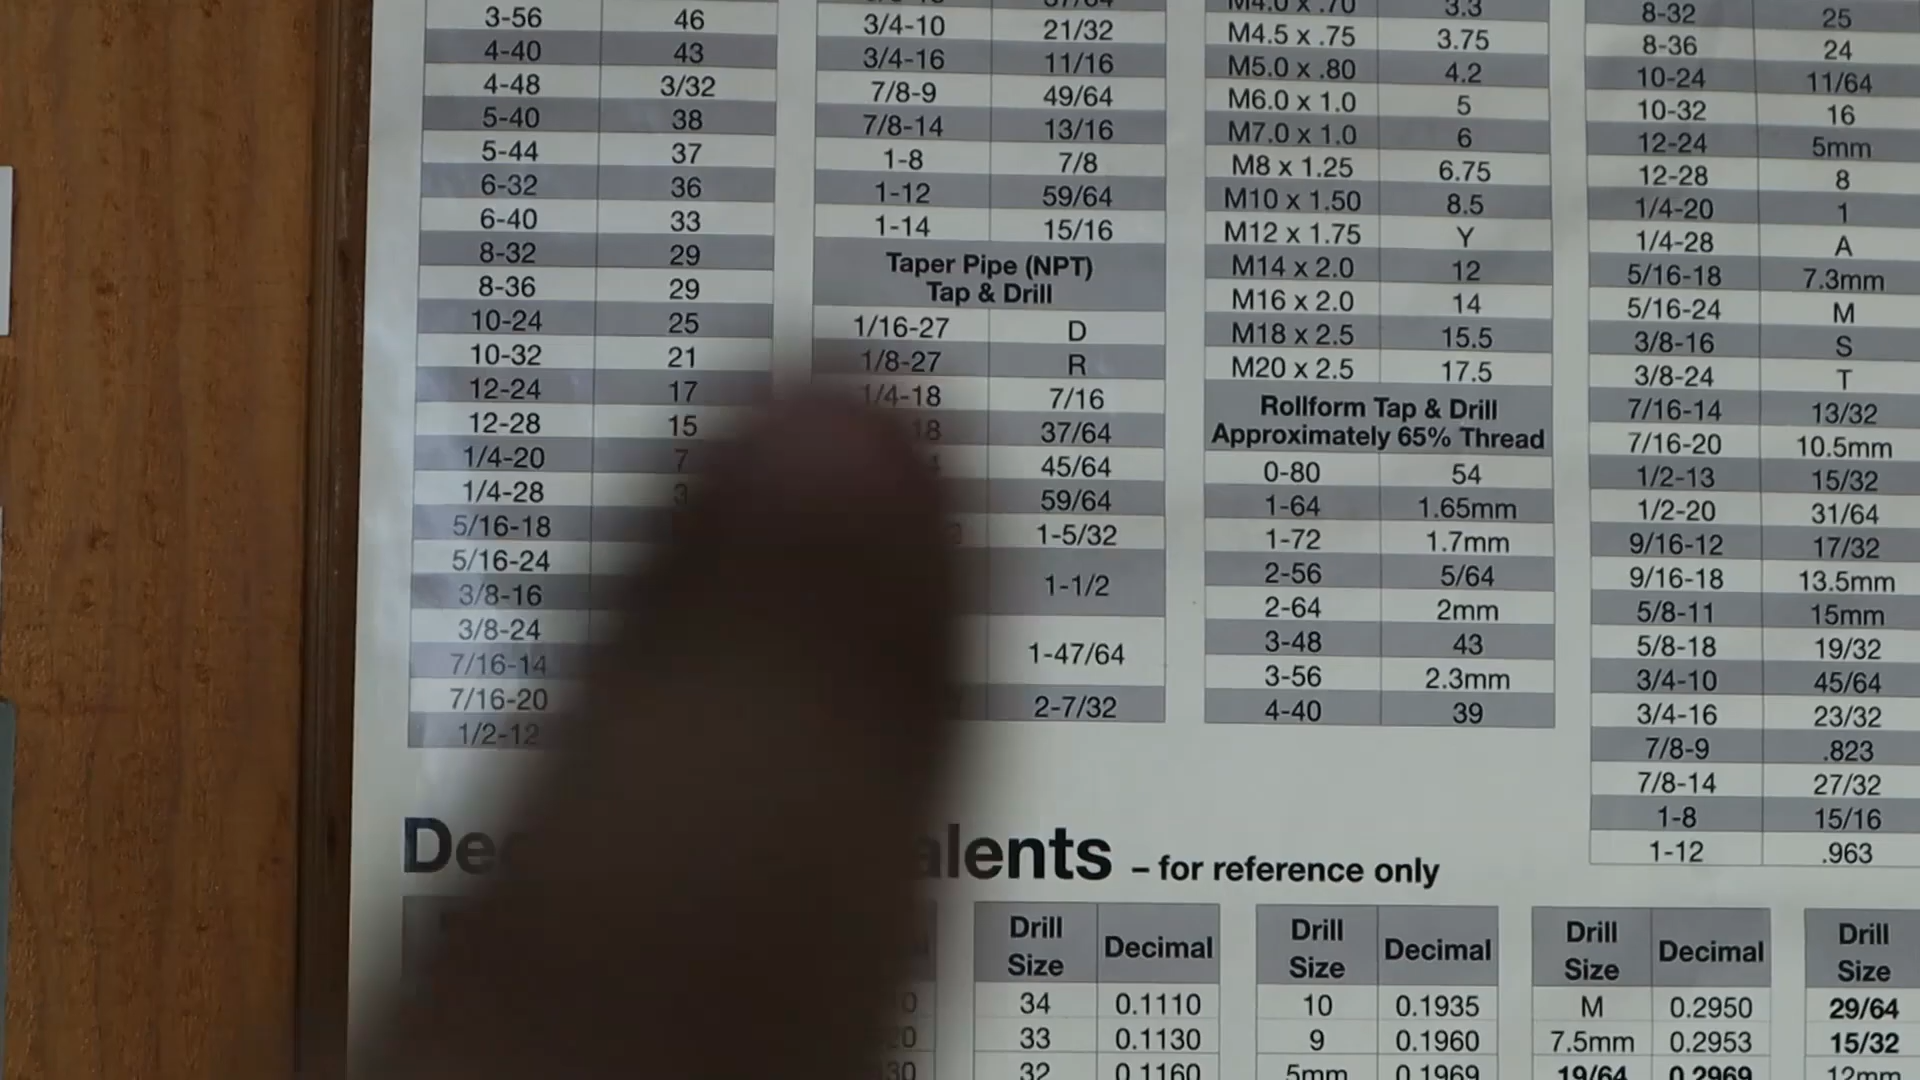 3-56 46
4-40 43
4-48 3/32
5-40 38
5-44 37
6-32 36
6-40 33
8-32 29
8-36 29
10-24 25
10-32 21
12-24 17
12-28 15
1/4-20 7
1/4-28 3
5/16-18
5/16-24
3/8-16
3/8-24
7/16-14
7/16-20
1/2-12
3/4-10 21/32
3/4-16 11/16
7/8-9 49/64
7/8-14 13/16
1-8 7/8
1-12 59/64
1-14 15/16
Taper Pipe (NPT)
Tap & Drill
1/16-27 D
1/8-27 R
1/4-18 7/16
37/64
45/64
59/64
1-5/32
1-1/2
1-47/64
2-7/32
M4.0 x .70 3.3
M4.5 x .75 3.75
M5.0 x .80 4.2
M6.0 x 1.0 5
M7.0 x 1.0 6
M8 x 1.25 6.75
M10 x 1.50 8.5
M12 x 1.75 Y
M14 x 2.0 12
M16 x 2.0 14
M18 x 2.5 15.5
M20 x 2.5 17.5
Rollform Tap & Drill
Approximately 65% Thread
0-80 54
1-64 1.65mm
1-72 1.7mm
2-56 5/64
2-64 2mm
3-48 43
3-56 2.3mm
4-40 39
8-32 25
8-36 24
10-24 11/64
10-32 16
12-24 5mm
12-28 8
1/4-20 1
1/4-28 A
5/16-18 7.3mm
5/16-24 M
3/8-16 S
3/8-24 T
7/16-14 13/32
7/16-20 10.5mm
1/2-13 15/32
1/2-20 31/64
9/16-12 17/32
9/16-18 13.5mm
5/8-11 15mm
5/8-18 19/32
3/4-10 45/64
3/4-16 23/32
7/8-9 .823
7/8-14 27/32
1-8 15/16
1-12 .963
– for reference only
Drill Size Decimal
34 0.1110
33 0.1130
32 0.1160
Drill Size Decimal
10 0.1935
9 0.1960
5mm 0.1969
Drill Size Decimal
M 0.2950
7.5mm 0.2953
19/64 0.2969
Drill Size
29/64
15/32
12mm